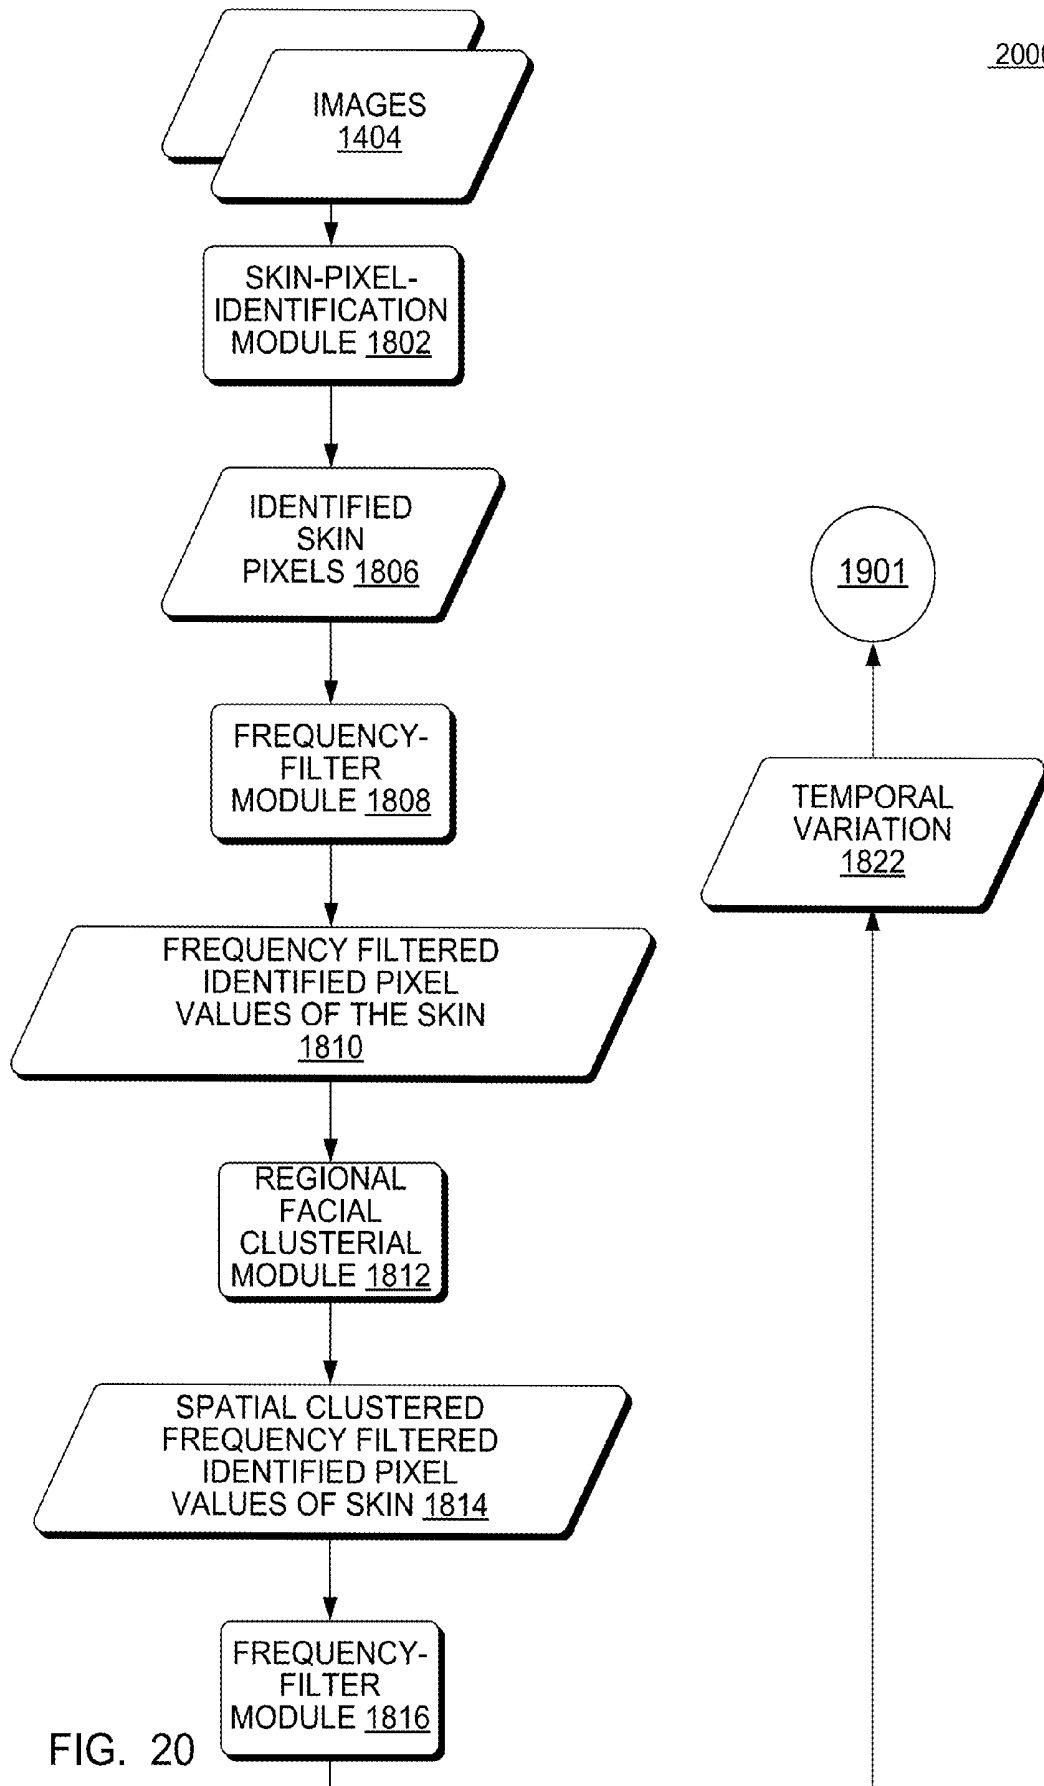 2000
IMAGES
1404
SKIN-PIXEL-
IDENTIFICATION
MODULE 1802
IDENTIFIED
SKIN
PIXELS 1806
FREQUENCY-
FILTER
MODULE 1808
FREQUENCY FILTERED
IDENTIFIED PIXEL
VALUES OF THE SKIN
1810
REGIONAL
FACIAL
CLUSTERIAL
MODULE 1812
SPATIAL CLUSTERED
FREQUENCY FILTERED
IDENTIFIED PIXEL
VALUES OF SKIN 1814
FREQUENCY-
FILTER
MODULE 1816
1901
TEMPORAL
VARIATION
1822
FIG. 20